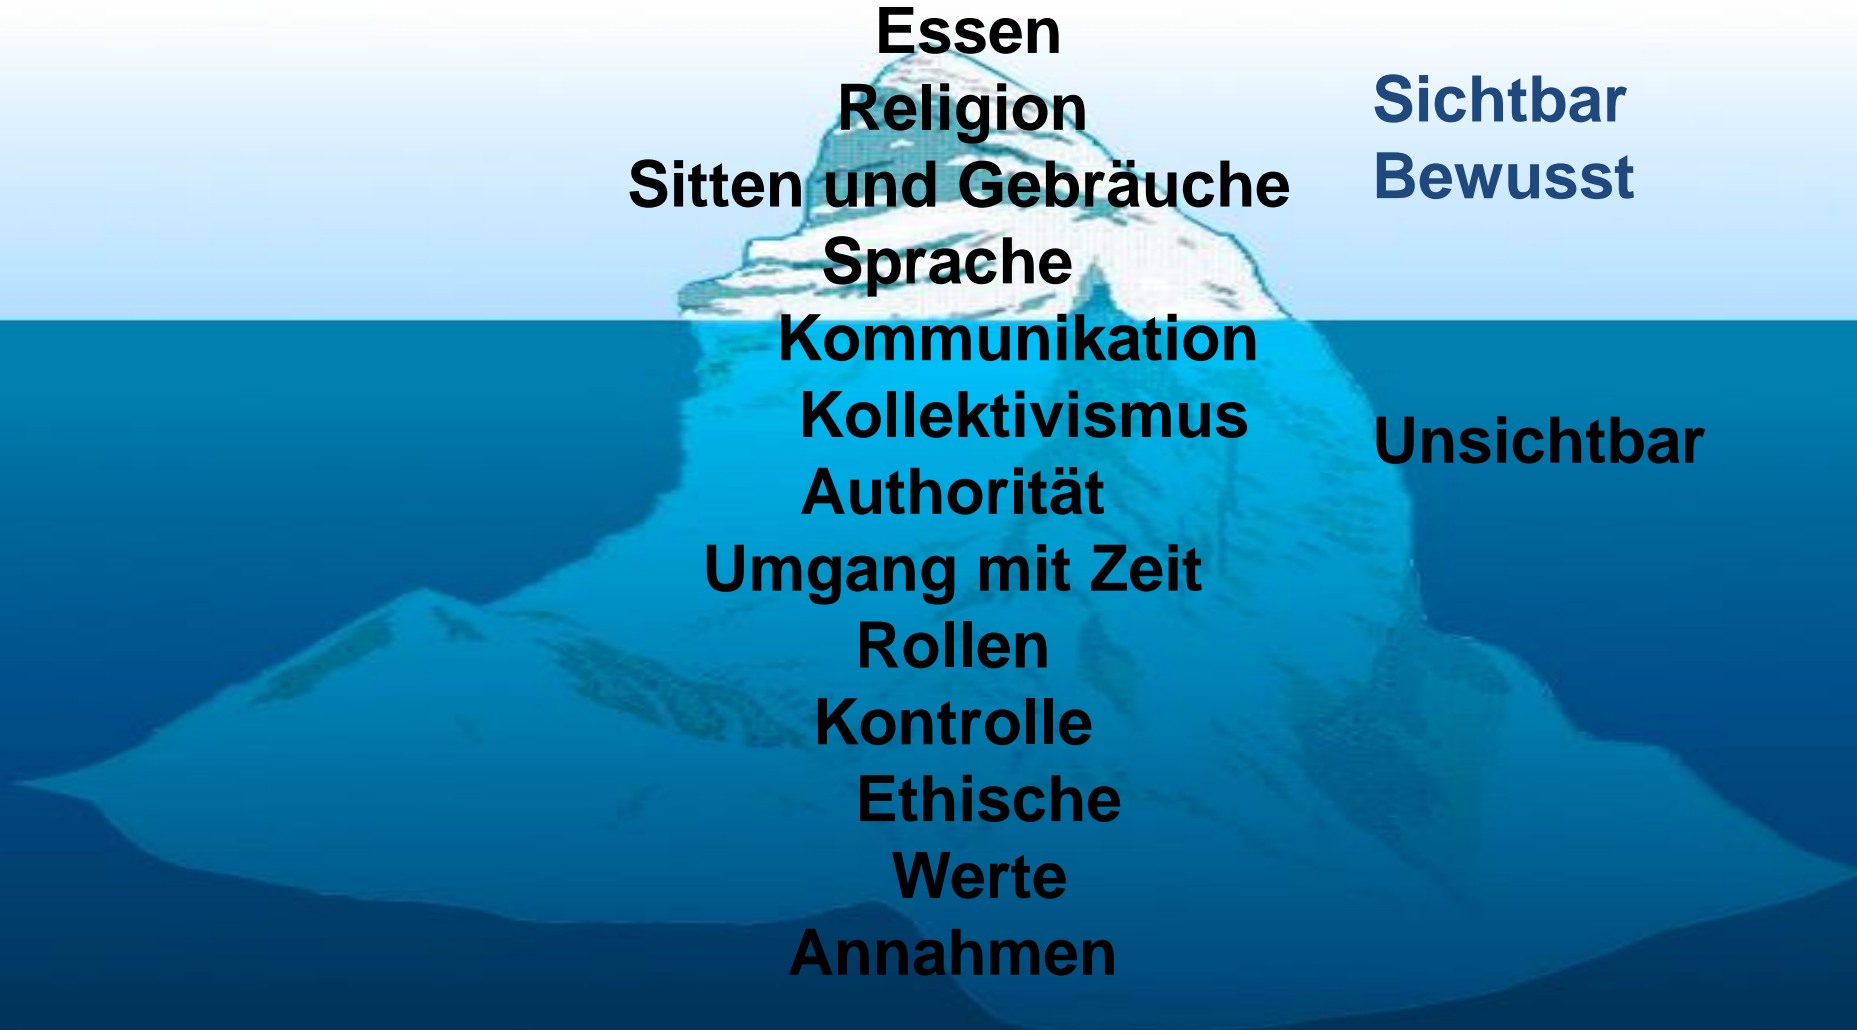 Essen
Religion
Sitten und Gebräuche
Sprache
Kommunikation
Kollektivismus
Authorität
Umgang mit Zeit
Rollen
Kontrolle
Ethische
Werte
Annahmen
Sichtbar
Bewusst
Unsichtbar